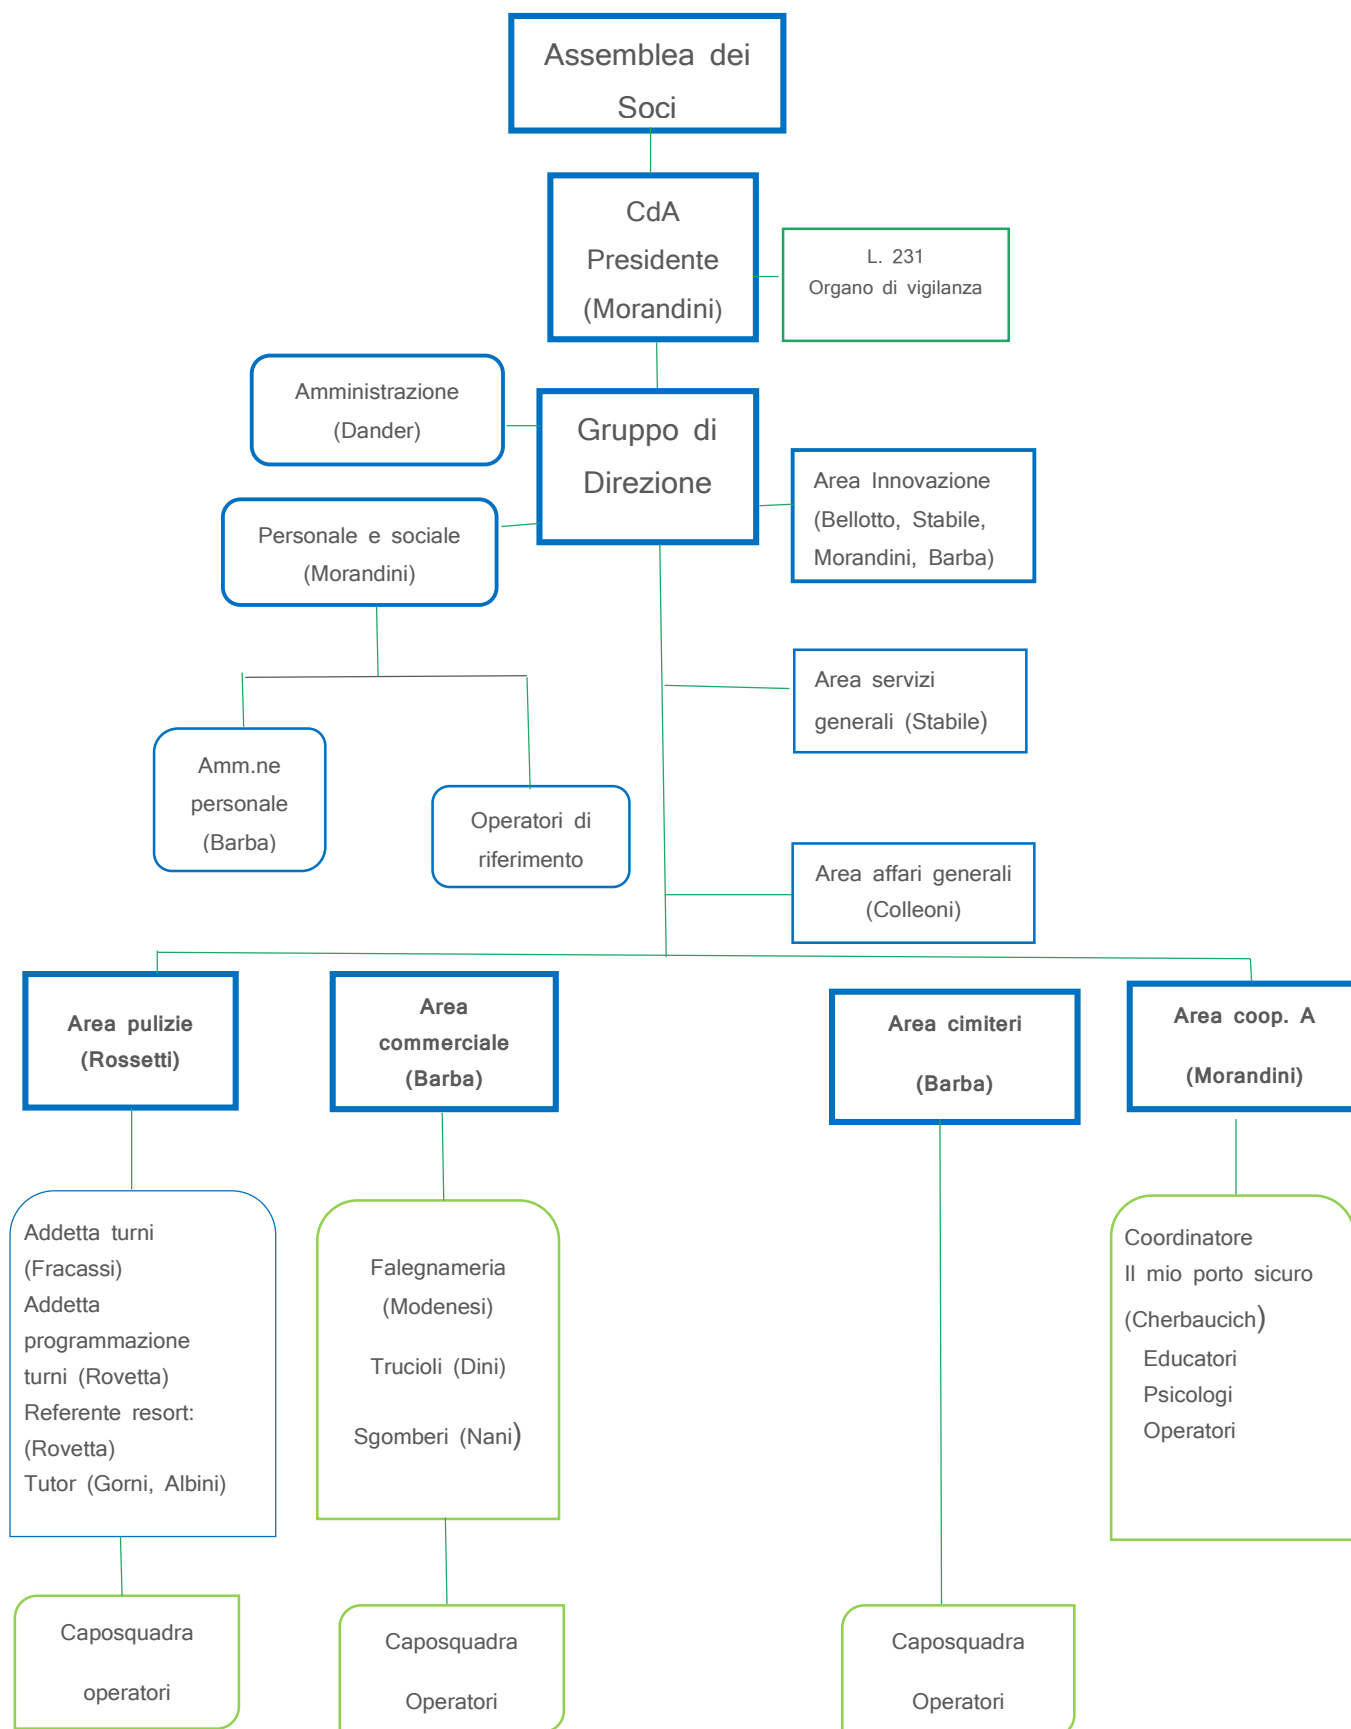 Assemblea dei
Soci
CdA
Presidente
(Morandini)
L. 231
Organo di vigilanza
Amministrazione
(Dander)
Gruppo di
Direzione
Area Innovazione
(Bellotto, Stabile,
Morandini, Barba)
Personale e sociale
(Morandini)
Area servizi
generali (Stabile)
Amm.ne
personale
(Barba)
Operatori di
riferimento
Area affari generali
(Colleoni)
Area pulizie
(Rossetti)
Area
commerciale
(Barba)
Area cimiteri
(Barba)
Area coop. A
(Morandini)
Addetta turni
(Fracassi)
Addetta
programmazione
turni (Rovetta)
Referente resort:
(Rovetta)
Tutor (Gorni, Albini)
Falegnameria
(Modenesi)
Trucioli (Dini)
Sgomberi (Nani)
Coordinatore
Il mio porto sicuro
(Cherbaucich)
Educatori
Psicologi
Operatori
Caposquadra
operatori
Caposquadra
Operatori
Caposquadra
Operatori